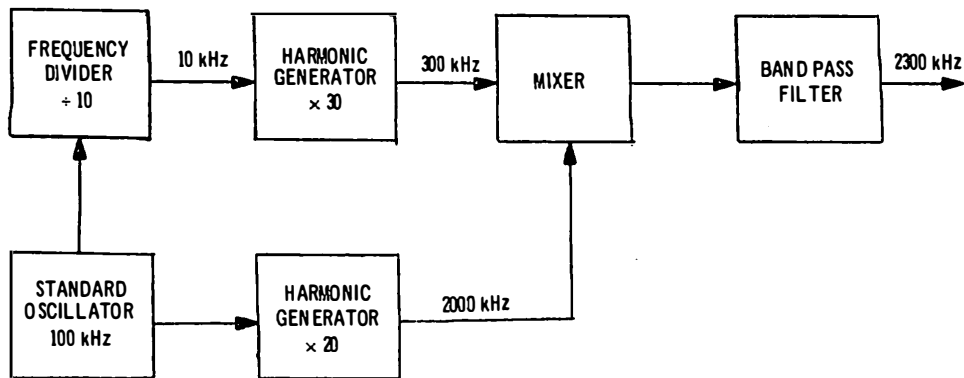 FREQUENCY
DIVIDER
÷ 10
10 kHz
HARMONIC
GENERATOR
× 30
300 kHz
MIXER
BAND PASS
FILTER
2300 kHz
STANDARD
OSCILLATOR
100 kHz
HARMONIC
GENERATOR
× 20
2000 kHz